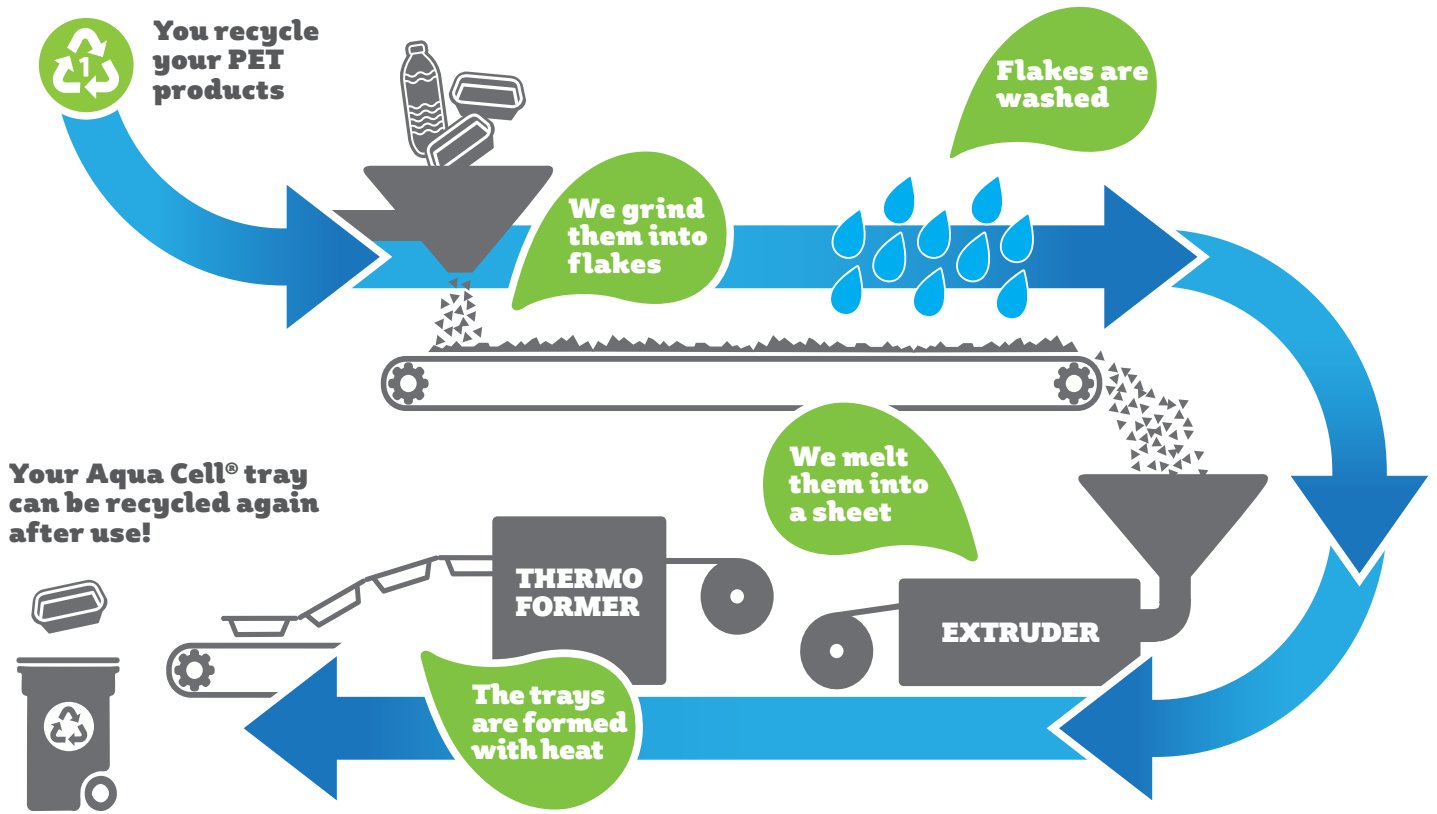 1
You recycle
your PET
products
We grind
them into
flakes
Flakes are
washed
We melt
them into
a sheet
EXTRUDER
THERMO
FORMER
The trays
are formed
with heat
Your Aqua Cell® tray
can be recycled again
after use!